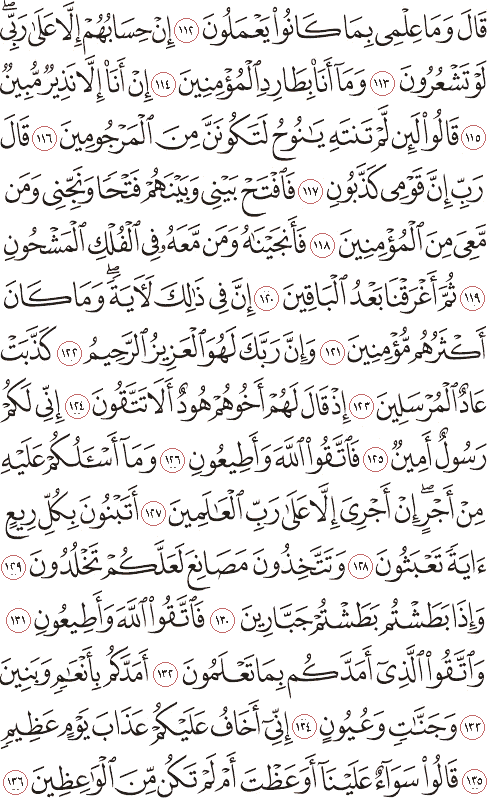 قَالَ وَمَا عِلْمِى بِمَا كَانُوا۟ يَعْمَلُونَ ١١٢ إِنْ حِسَابُهُمْ إِلَّا عَلَىٰ رَبِّى ۖ
لَوْ تَشْعُرُونَ ١١٣ وَمَآ أَنَا۠ بِطَارِدِ ٱلْمُؤْمِنِينَ ١١٤ إِنْ أَنَا۠ إِلَّا نَذِيرٌ مُّبِينٌ
١١٥ قَالُوا۟ لَئِن لَّمْ تَنتَهِ يَـٰنُوحُ لَتَكُونَنَّ مِنَ ٱلْمَرْجُومِينَ ١١٦ قَالَ
رَبِّ إِنَّ قَوْمِى كَذَّبُونِ ١١٧ فَٱفْتَحْ بَيْنِى وَبَيْنَهُمْ فَتْحًا وَنَجِّنِى وَمَن
مَّعِىَ مِنَ ٱلْمُؤْمِنِينَ ١١٨ فَأَنجَيْنَـٰهُ وَمَن مَّعَهُۥ فِى ٱلْفُلْكِ ٱلْمَشْحُونِ
١١٩ ثُمَّ أَغْرَقْنَا بَعْدُ ٱلْبَاقِينَ ١٢٠ إِنَّ فِى ذَٰلِكَ لَـَٔايَةً ۖ وَمَا كَانَ
أَكْثَرُهُم مُّؤْمِنِينَ ١٢١ وَإِنَّ رَبَّكَ لَهُوَ ٱلْعَزِيزُ ٱلرَّحِيمُ ١٢٢ كَذَّبَتْ
عَادٌ ٱلْمُرْسَلِينَ ١٢٣ إِذْ قَالَ لَهُمْ أَخُوهُمْ هُودٌ أَلَا تَتَّقُونَ ١٢٤ إِنِّى لَكُمْ
رَسُولٌ أَمِينٌ ١٢٥ فَٱتَّقُوا۟ ٱللَّهَ وَأَطِيعُونِ ١٢٦ وَمَآ أَسْـَٔلُكُمْ عَلَيْهِ
مِنْ أَجْرٍ ۖ إِنْ أَجْرِىَ إِلَّا عَلَىٰ رَبِّ ٱلْعَـٰلَمِينَ ١٢٧ أَتَبْنُونَ بِكُلِّ رِيعٍ
ءَايَةً تَعْبَثُونَ ١٢٨ وَتَتَّخِذُونَ مَصَانِعَ لَعَلَّكُمْ تَخْلُدُونَ ١٢٩
وَإِذَا بَطَشْتُم بَطَشْتُمْ جَبَّارِينَ ١٣٠ فَٱتَّقُوا۟ ٱللَّهَ وَأَطِيعُونِ ١٣١
وَٱتَّقُوا۟ ٱلَّذِىٓ أَمَدَّكُم بِمَا تَعْلَمُونَ ١٣٢ أَمَدَّكُم بِأَنْعَـٰمٍ وَبَنِينَ
١٣٣ وَجَنَّـٰتٍ وَعُيُونٍ ١٣٤ إِنِّىٓ أَخَافُ عَلَيْكُمْ عَذَابَ يَوْمٍ عَظِيمٍ
١٣٥ قَالُوا۟ سَوَآءٌ عَلَيْنَآ أَوَعَظْتَ أَمْ لَمْ تَكُن مِّنَ ٱلْوَٰعِظِينَ ١٣٦